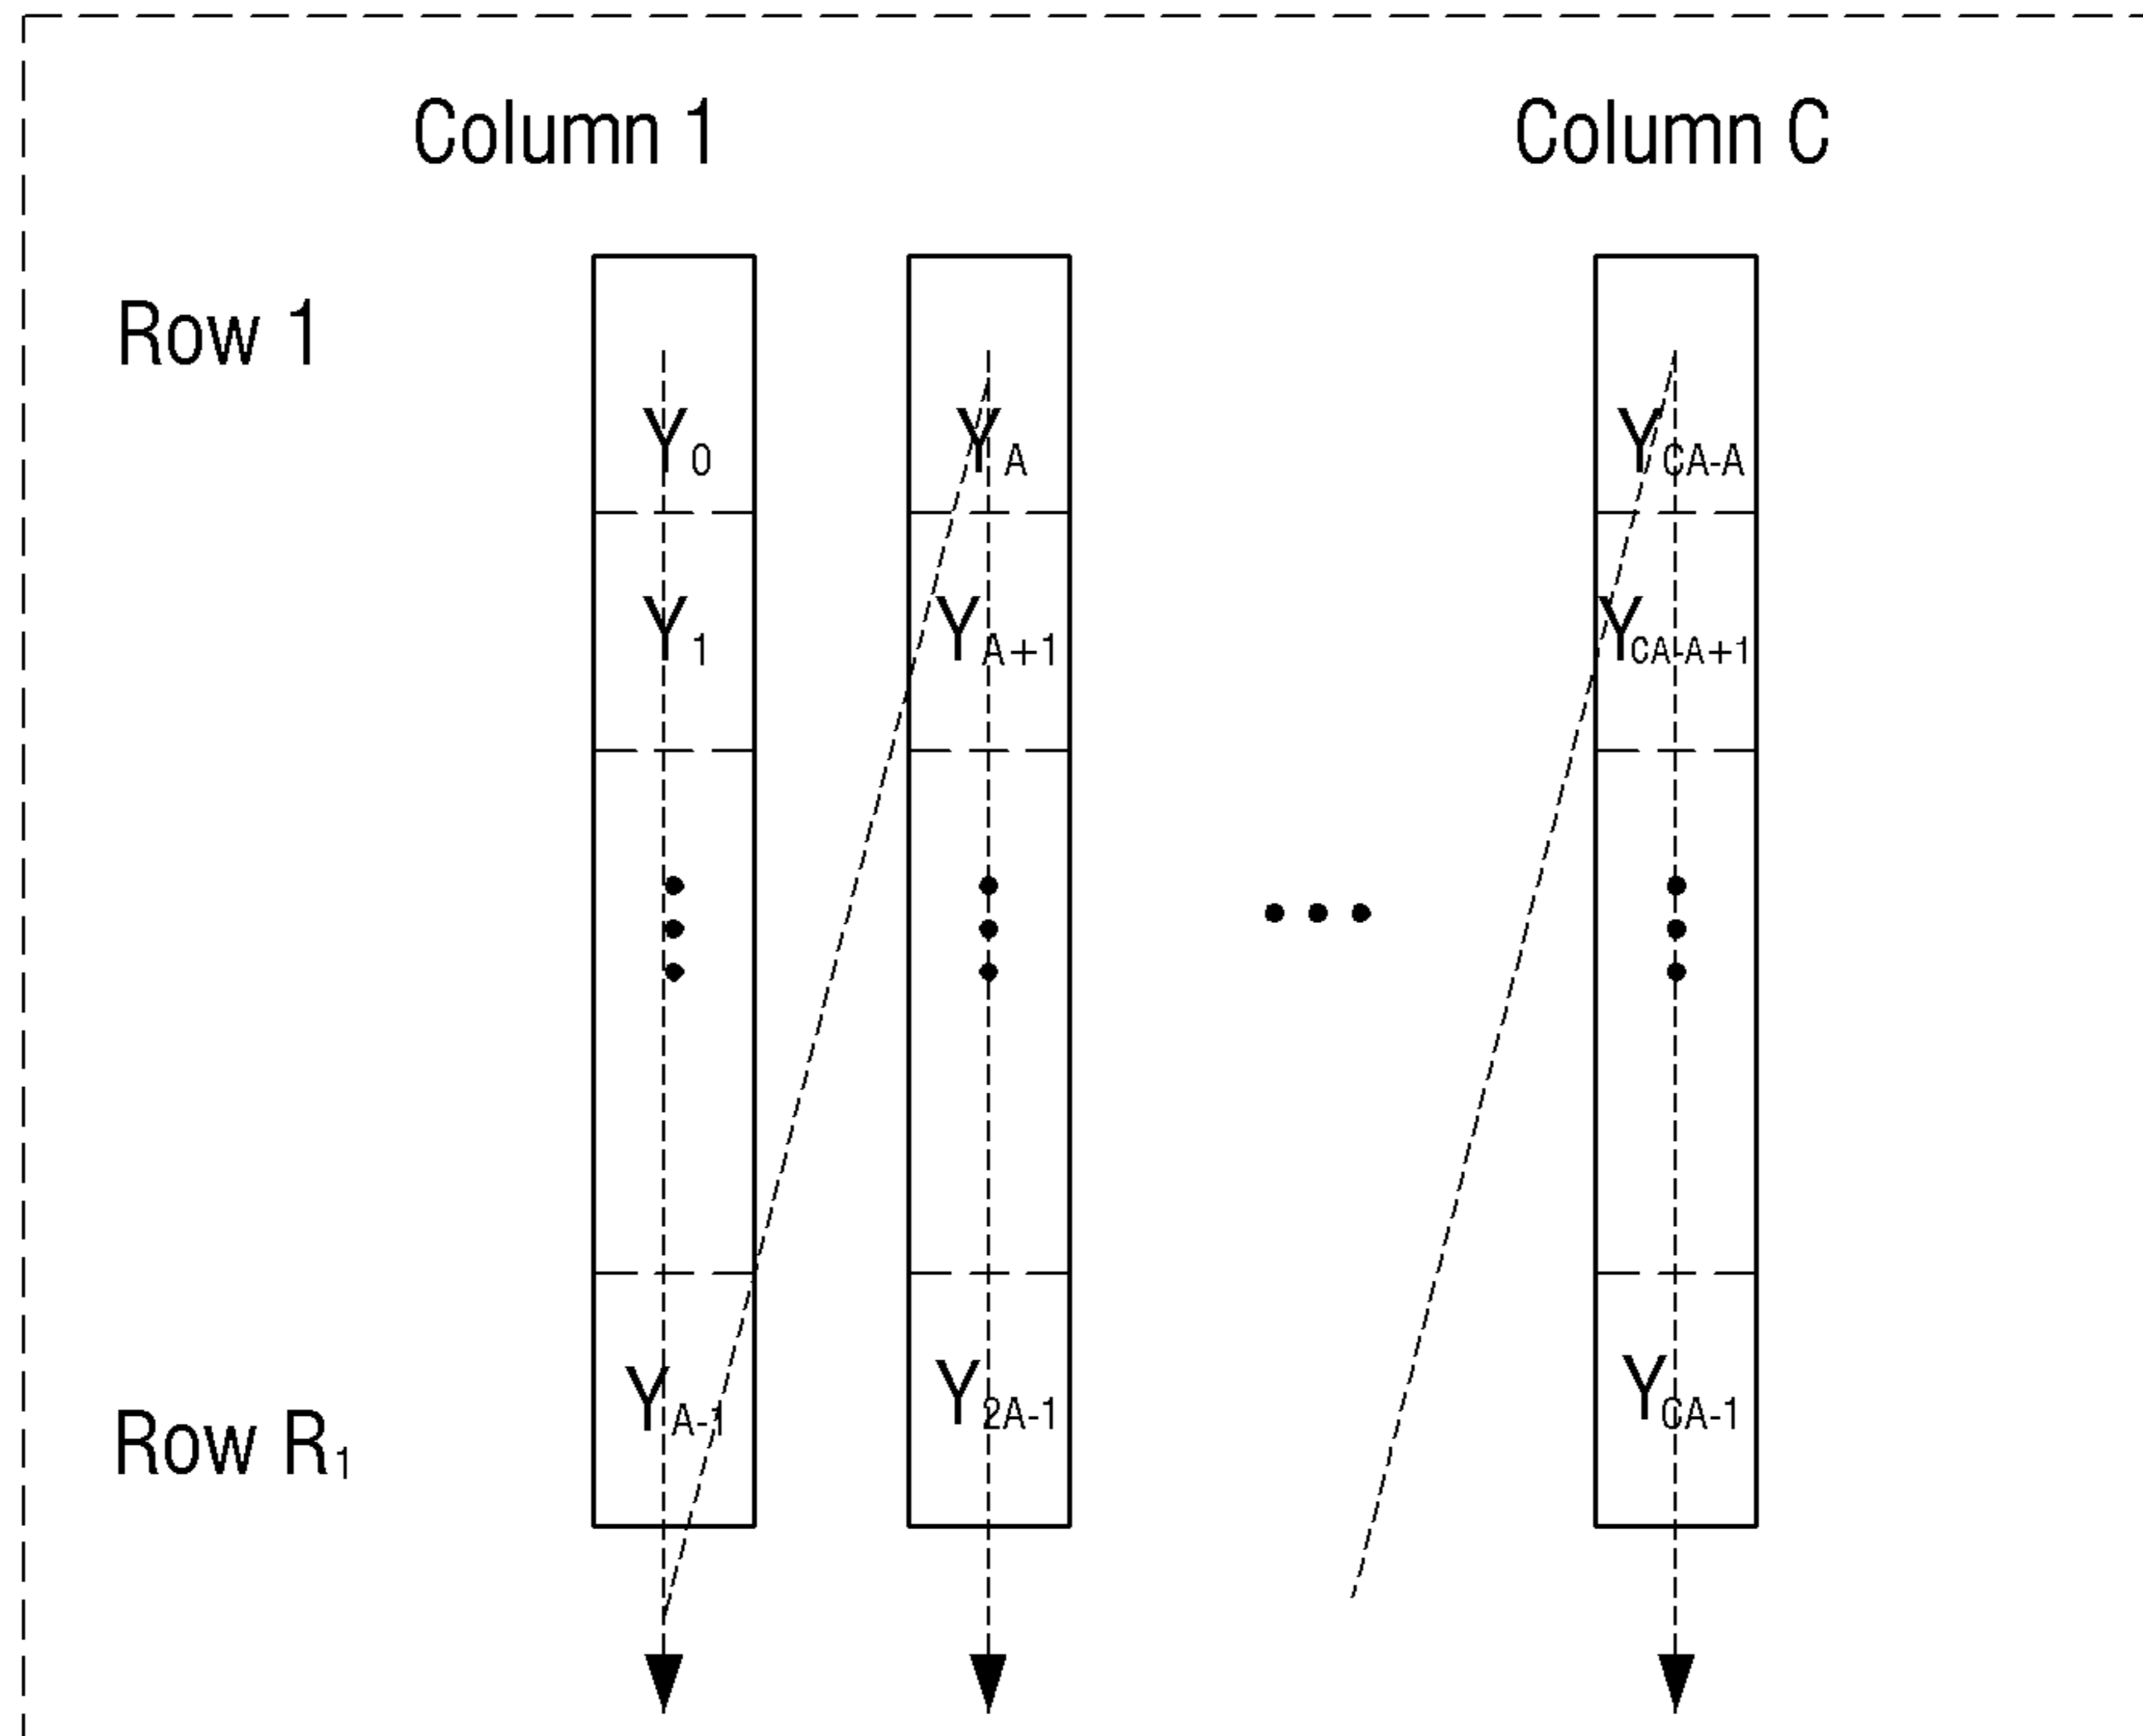 Column 1 Column C
Row 1
Y0 YA YCA-A
Y1 YA+1 YCA-A+1
Row R1 YA-1 Y2A-1 YCA-1